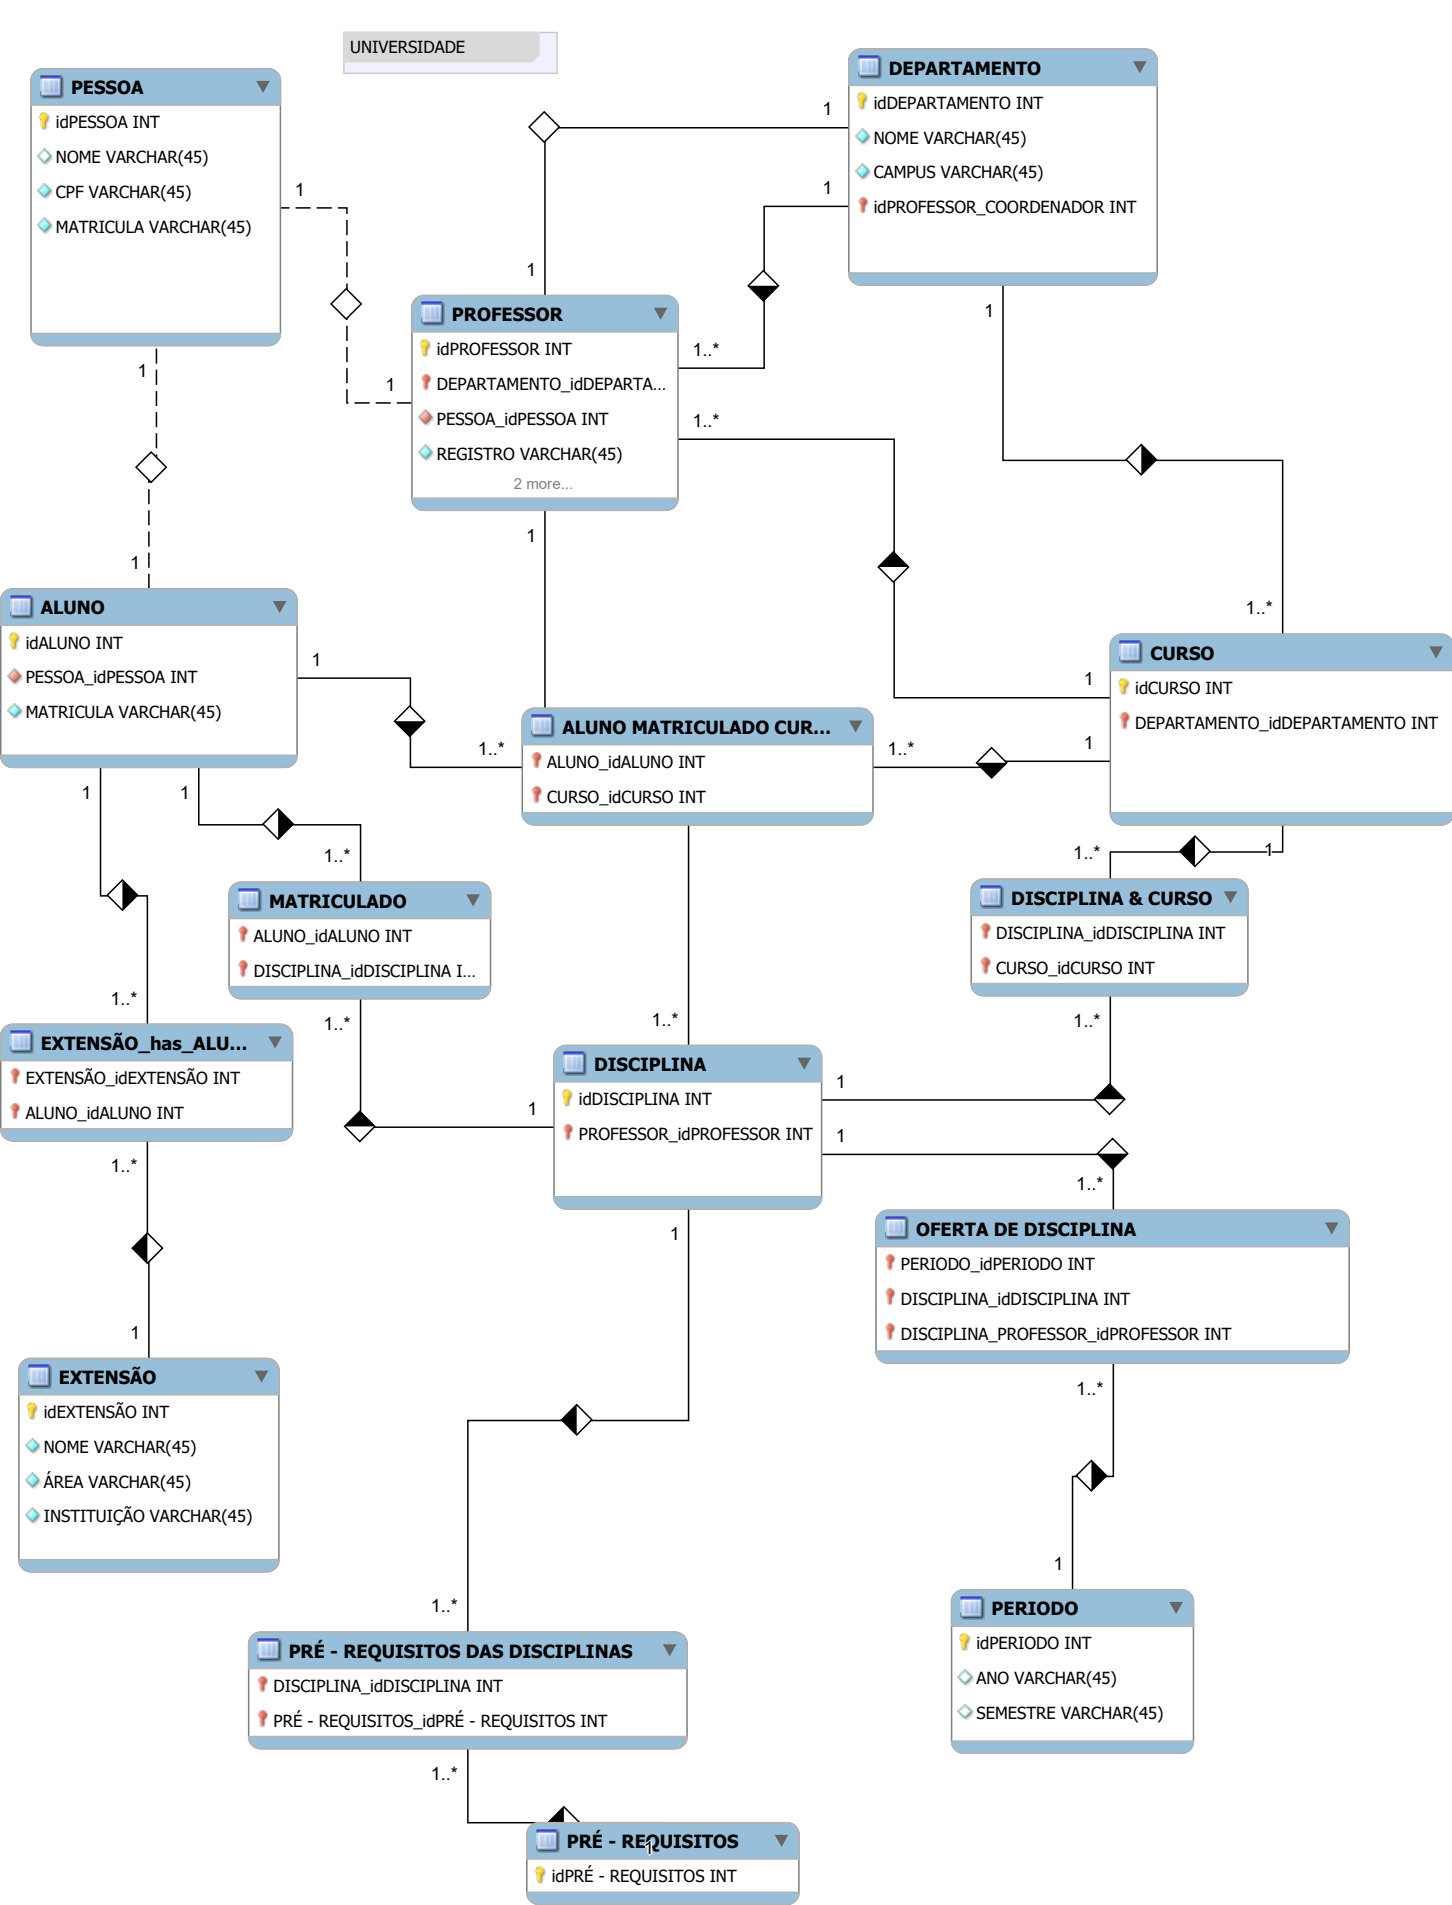 UNIVERSIDADE
PESSOA
idPESSOA INT
NOME VARCHAR(45)
CPF VARCHAR(45)
MATRICULA VARCHAR(45)
DEPARTAMENTO
idDEPARTAMENTO INT
NOME VARCHAR(45)
CAMPUS VARCHAR(45)
idPROFESSOR_COORDENADOR INT
1
1
1
1
PROFESSOR
idPROFESSOR INT
DEPARTAMENTO_idDEPARTA...
PESSOA_idPESSOA INT
REGISTRO VARCHAR(45)
2 more...
1
1..*
1
1
1..*
1
1
1..*
ALUNO
idALUNO INT
PESSOA_idPESSOA INT
MATRICULA VARCHAR(45)
CURSO
idCURSO INT
DEPARTAMENTO_idDEPARTAMENTO INT
1
1
1..*
1..*
1
ALUNO MATRICULADO CUR...
ALUNO_idALUNO INT
CURSO_idCURSO INT
1
1
1..*
1..*
1
MATRICULADO
ALUNO_idALUNO INT
DISCIPLINA_idDISCIPLINA I...
DISCIPLINA & CURSO
DISCIPLINA_idDISCIPLINA INT
CURSO_idCURSO INT
1..*
1..*
1..*
1..*
EXTENSÃO_has_ALU...
EXTENSÃO_idEXTENSÃO INT
ALUNO_idALUNO INT
DISCIPLINA
idDISCIPLINA INT
PROFESSOR_idPROFESSOR INT
1
1
1
1..*
1..*
1
OFERTA DE DISCIPLINA
PERIODO_idPERIODO INT
DISCIPLINA_idDISCIPLINA INT
DISCIPLINA_PROFESSOR_idPROFESSOR INT
1
1..*
EXTENSÃO
idEXTENSÃO INT
NOME VARCHAR(45)
ÁREA VARCHAR(45)
INSTITUIÇÃO VARCHAR(45)
1
1..*
PERIODO
idPERIODO INT
ANO VARCHAR(45)
SEMESTRE VARCHAR(45)
PRÉ - REQUISITOS DAS DISCIPLINAS
DISCIPLINA_idDISCIPLINA INT
PRÉ - REQUISITOS_idPRÉ - REQUISITOS INT
1..*
PRÉ - REQUISITOS
1
idPRÉ - REQUISITOS INT